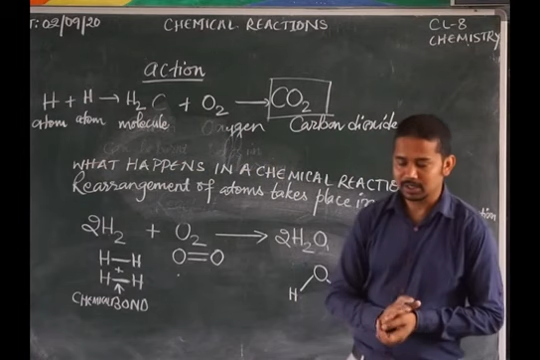 T: 02/09/20 CHEMICAL REACTIONS CL-8
CHEMISTRY
action
H + H → H2 C + O2 → CO2
atom atom molecule Oxygen Carbon dioxide
WHAT HAPPENS IN A CHEMICAL REACTI
Rearrangement of atoms takes place in
2H2 + O2 → 2H2O
H—H O=O
+
H—H O
H
CHEMICAL BOND